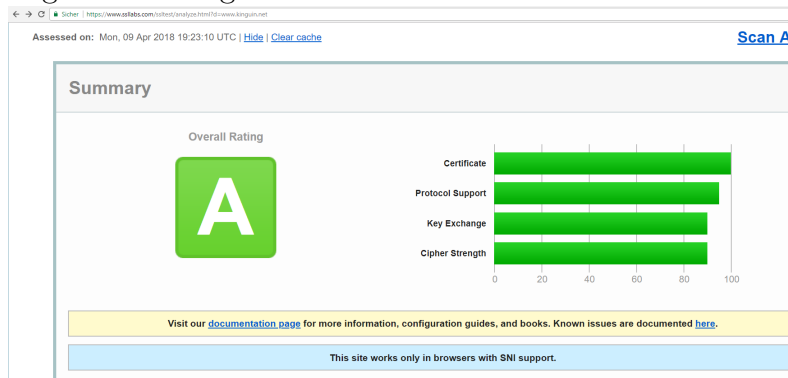 Sicher | https://www.ssllabs.com/ssltest/analyze.html?d=www.kinguin.net
Assessed on: Mon, 09 Apr 2018 19:23:10 UTC | Hide | Clear cache
Scan A
Summary
Overall Rating
A
Certificate
Protocol Support
Key Exchange
Cipher Strength
0 20 40 60 80 100
Visit our documentation page for more information, configuration guides, and books. Known issues are documented here.
This site works only in browsers with SNI support.